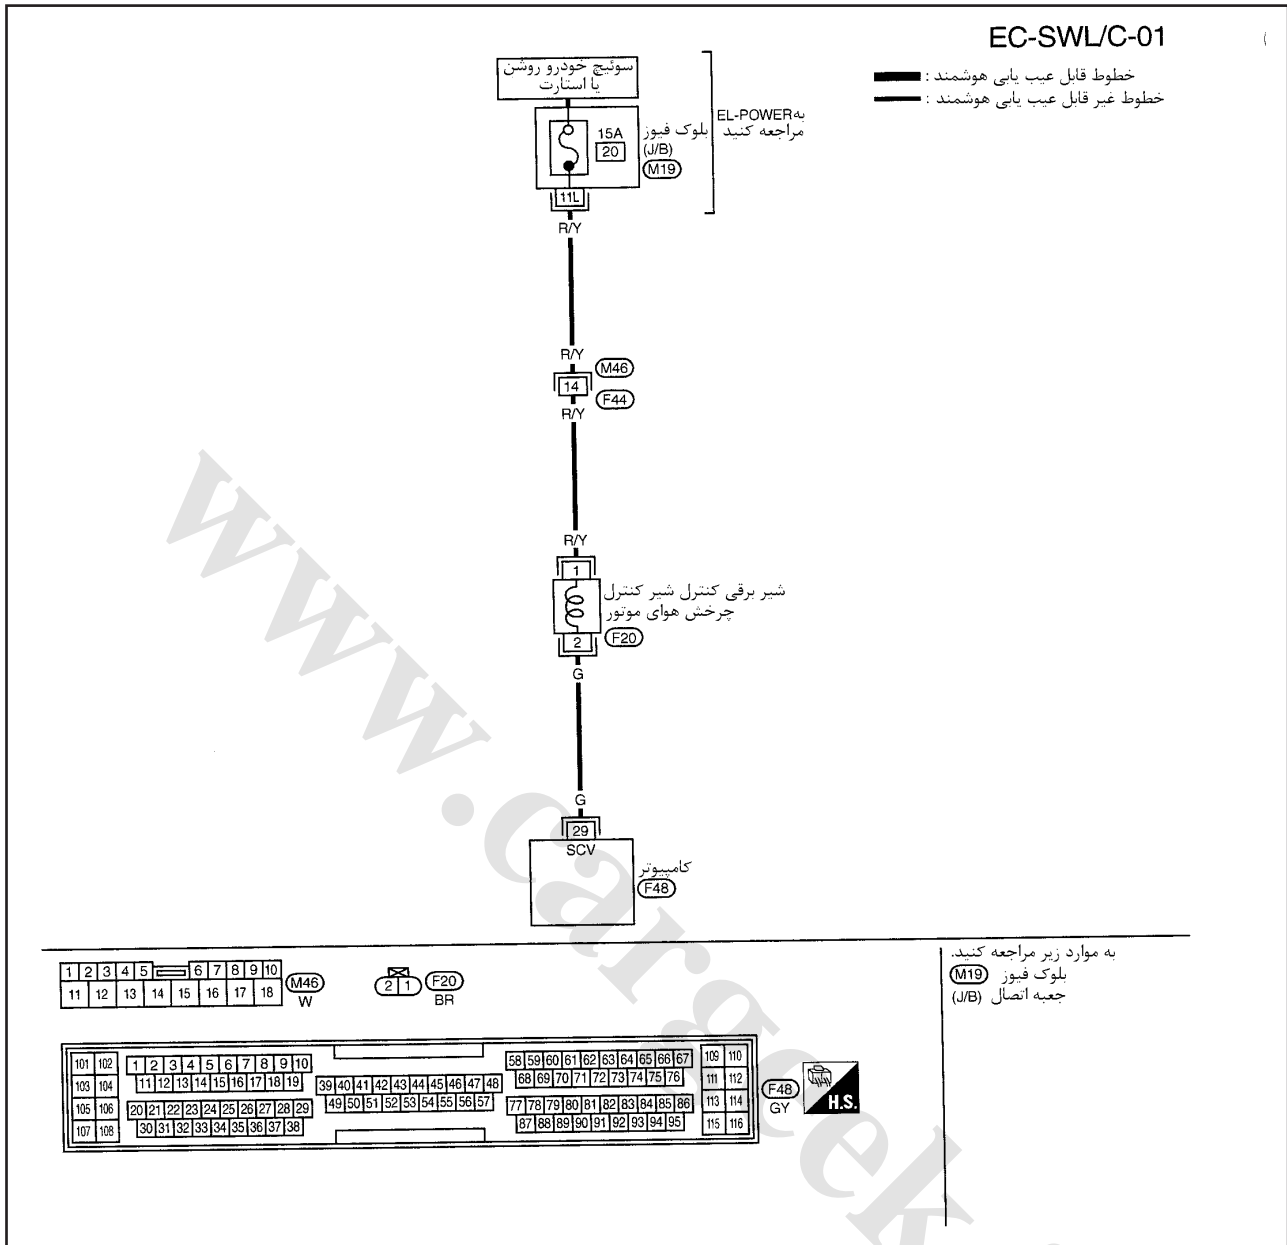 EC-SWL/C-01
خطوط قابل عیب یابی هوشمند :
خطوط غیر قابل عیب یابی هوشمند :
سوئیچ خودرو روشن
یا استارت
به EL-POWER
مراجعه کنید
15A
20
بلوک فیوز
(J/B)
M19
11L
R/Y
R/Y
M46
14
F44
R/Y
R/Y
1
شیر برقی کنترل شیر کنترل
چرخش هوای موتور
2
F20
G
G
29
SCV
کامپیوتر
F48
به موارد زیر مراجعه کنید.
بلوک فیوز M19
جعبه اتصال (J/B)
1 2 3 4 5 6 7 8 9 10
11 12 13 14 15 16 17 18
M46
W
2 1
F20
BR
101 102
103 104
105 106
107 108
1 2 3 4 5 6 7 8 9 10
11 12 13 14 15 16 17 18 19
20 21 22 23 24 25 26 27 28 29
30 31 32 33 34 35 36 37 38
39 40 41 42 43 44 45 46 47 48
49 50 51 52 53 54 55 56 57
58 59 60 61 62 63 64 65 66 67
68 69 70 71 72 73 74 75 76
77 78 79 80 81 82 83 84 85 86
87 88 89 90 91 92 93 94 95
109 110
111 112
113 114
115 116
F48
GY
H.S.
www.cargeek